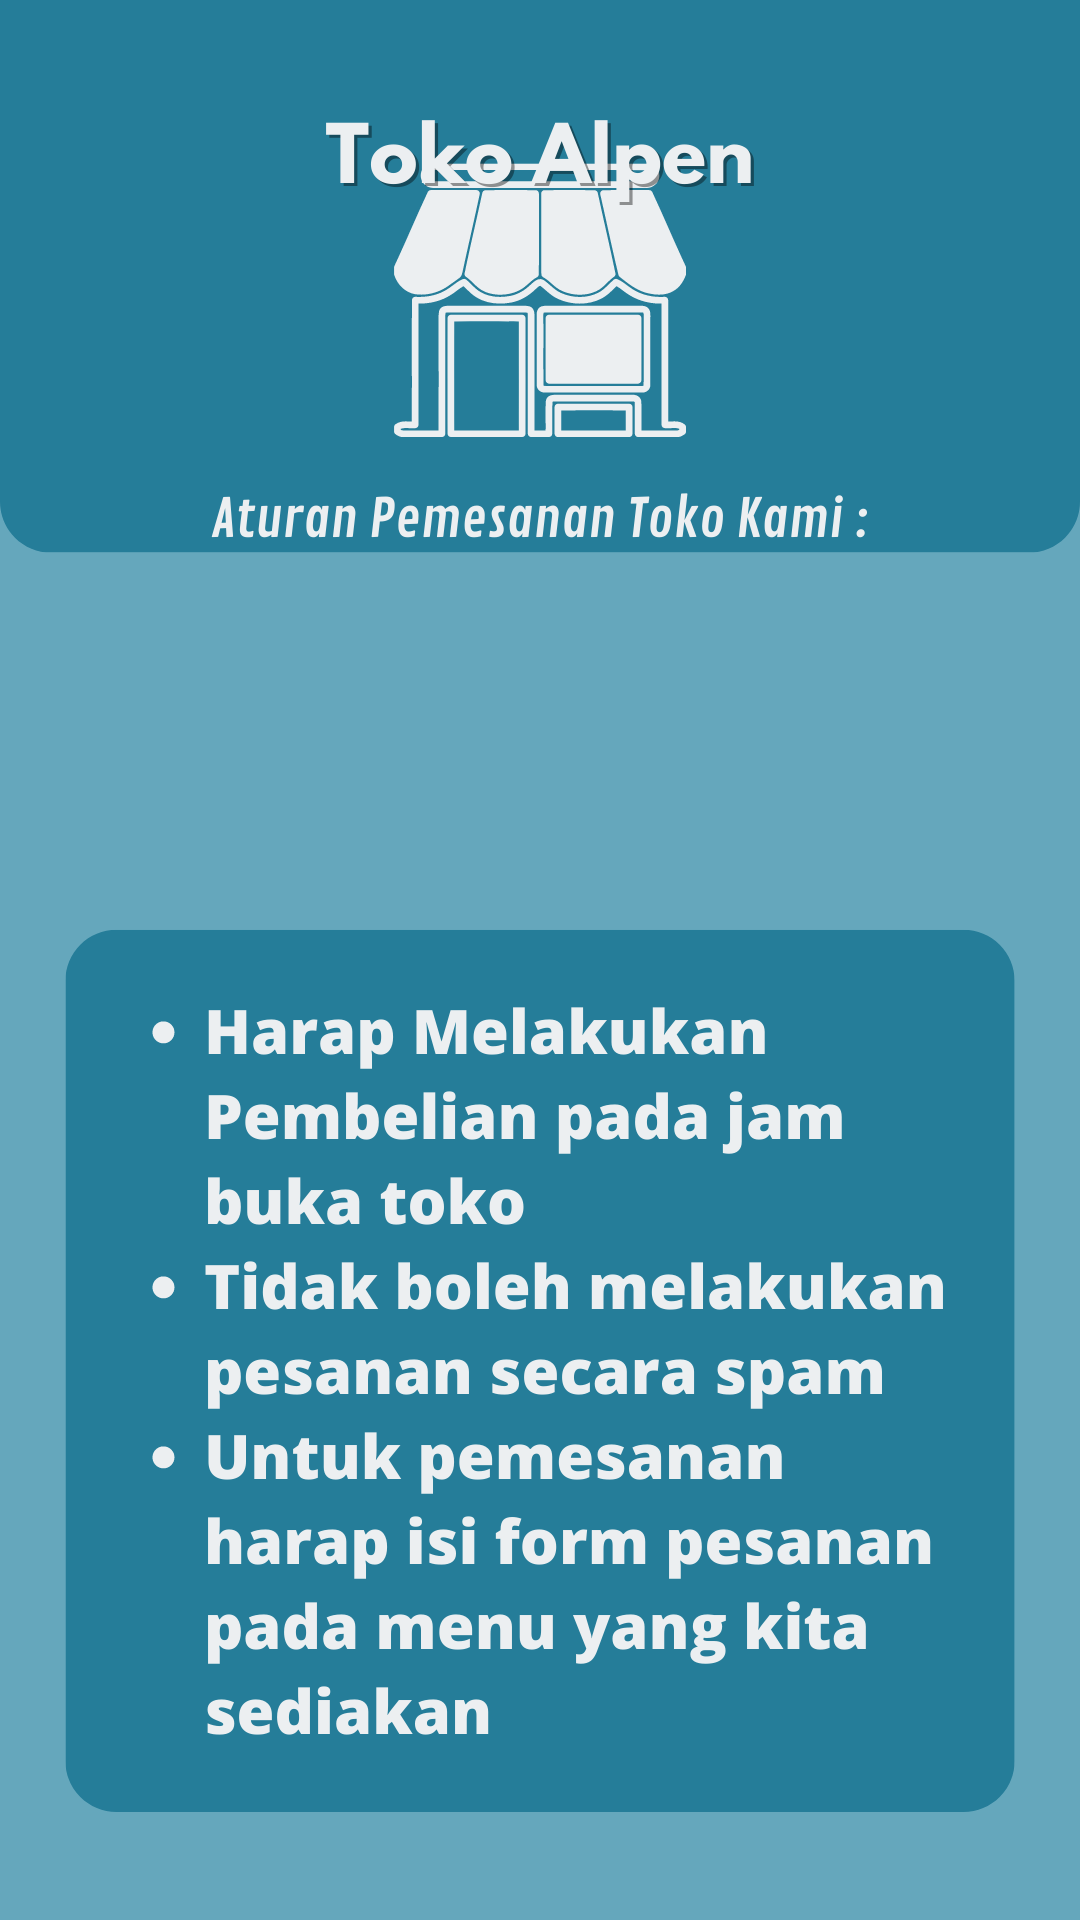 Toko Alpen
Aturan Pemesanan Toko Kami :
• Harap Melakukan
Pembelian pada jam
buka toko
• Tidak boleh melakukan
pesanan secara spam
• Untuk pemesanan
harap isi form pesanan
pada menu yang kita
sediakan